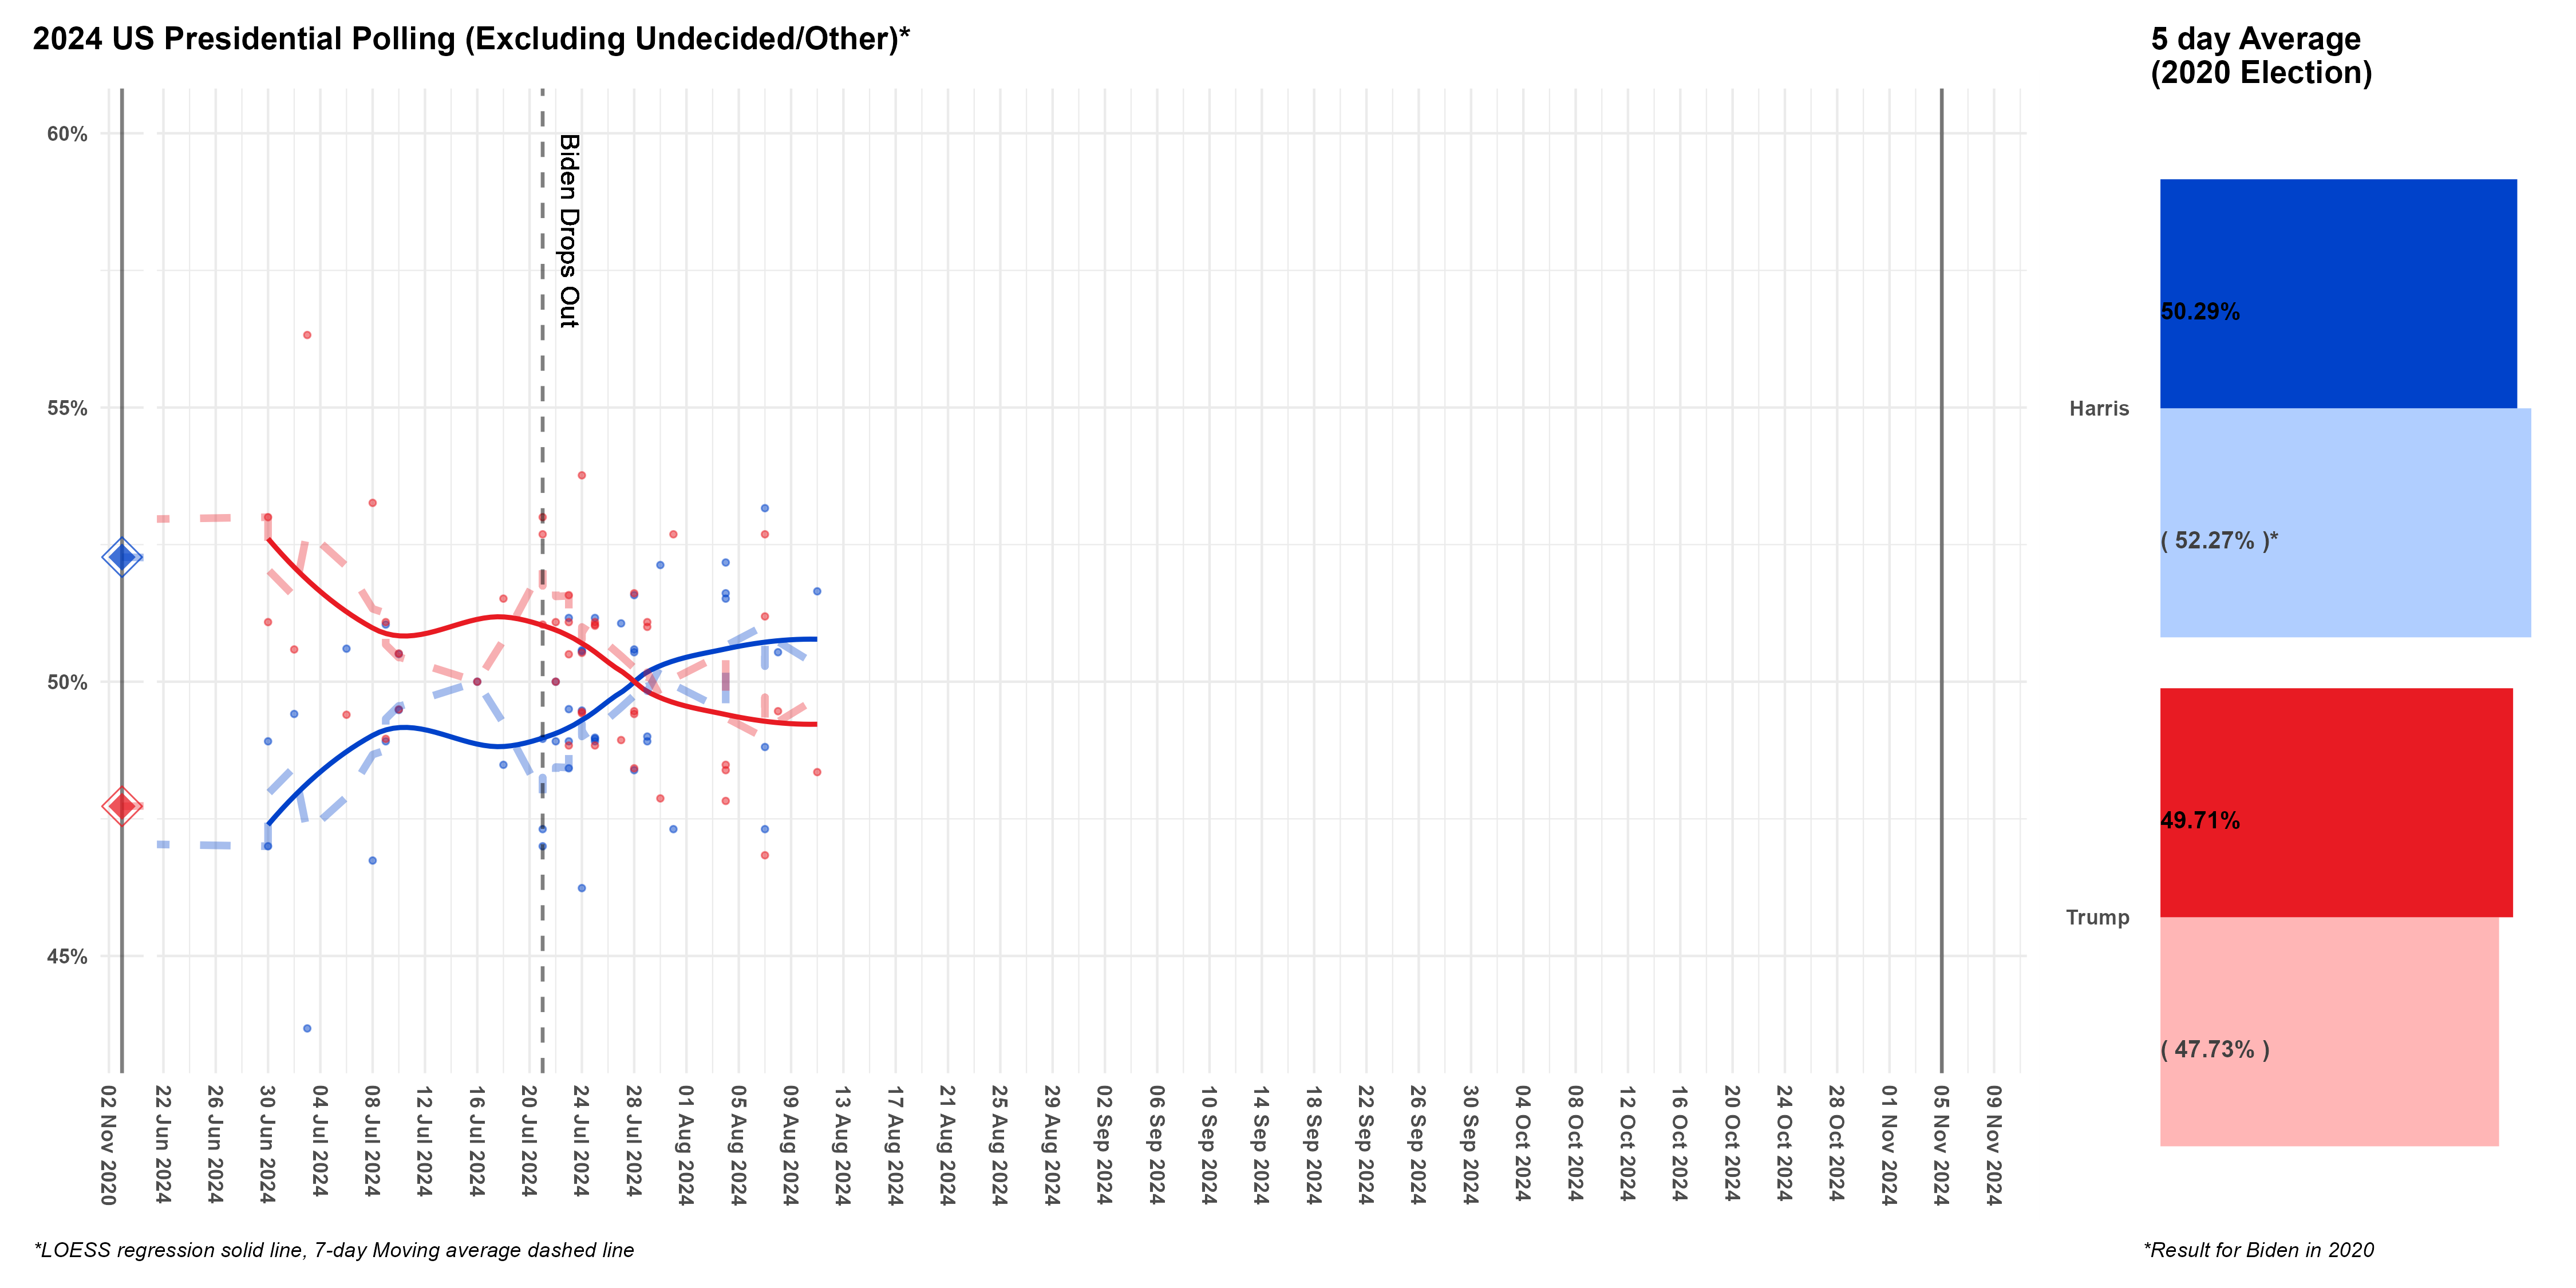 2024 US Presidential Polling (Excluding Undecided/Other)*
5 day Average
(2020 Election)
60%
55%
50%
45%
Biden Drops Out
02 Nov 2020
22 Jun 2024
26 Jun 2024
30 Jun 2024
04 Jul 2024
08 Jul 2024
12 Jul 2024
16 Jul 2024
20 Jul 2024
24 Jul 2024
28 Jul 2024
01 Aug 2024
05 Aug 2024
09 Aug 2024
13 Aug 2024
17 Aug 2024
21 Aug 2024
25 Aug 2024
29 Aug 2024
02 Sep 2024
06 Sep 2024
10 Sep 2024
14 Sep 2024
18 Sep 2024
22 Sep 2024
26 Sep 2024
30 Sep 2024
04 Oct 2024
08 Oct 2024
12 Oct 2024
16 Oct 2024
20 Oct 2024
24 Oct 2024
28 Oct 2024
01 Nov 2024
05 Nov 2024
09 Nov 2024
Harris
50.29%
( 52.27% )*
Trump
49.71%
( 47.73% )
*LOESS regression solid line, 7-day Moving average dashed line
*Result for Biden in 2020